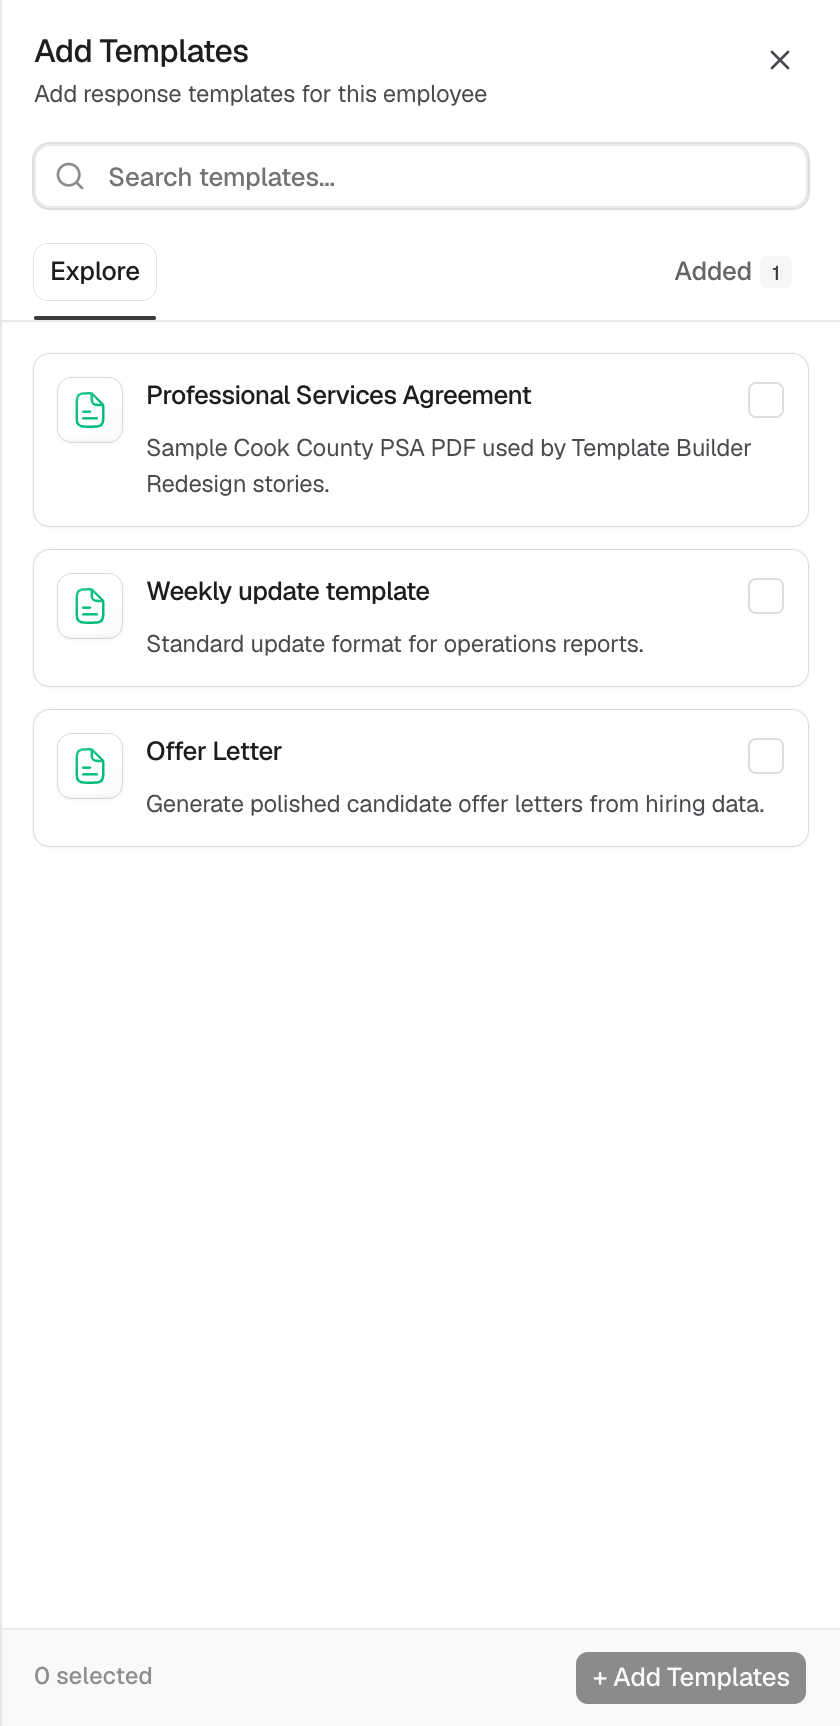 Add Templates
Add response templates for this employee
Search templates...
Explore
Added 1
Professional Services Agreement
Sample Cook County PSA PDF used by Template Builder
Redesign stories.
Weekly update template
Standard update format for operations reports.
Offer Letter
Generate polished candidate offer letters from hiring data.
0 selected
+ Add Templates